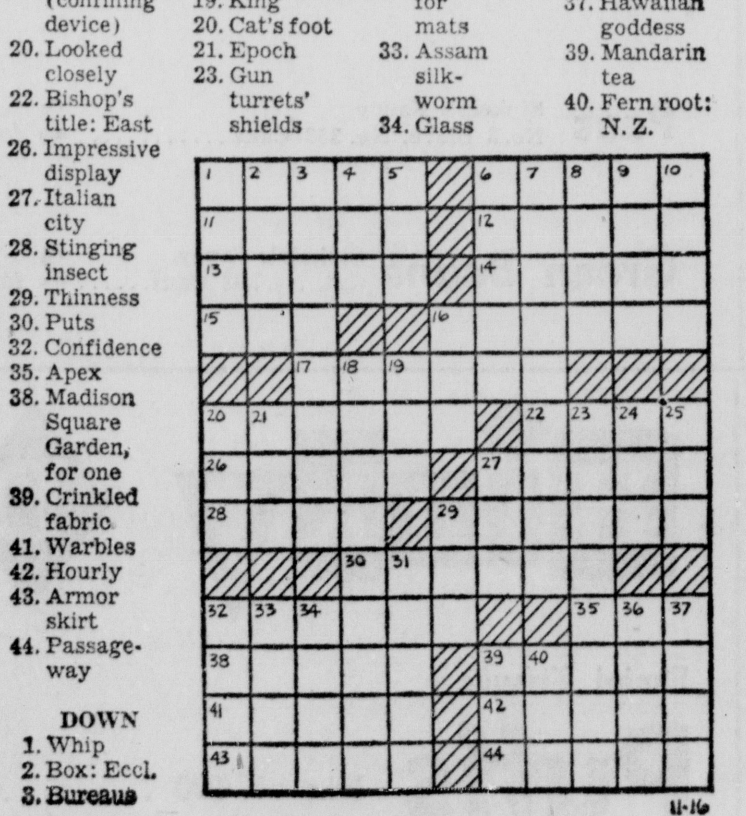 (confining
device)
20. Looked
closely
22. Bishop's
title: East
26. Impressive
display
27. Italian
city
28. Stinging
insect
29. Thinness
30. Puts
32. Confidence
35. Apex
38. Madison
Square
Garden,
for one
39. Crinkled
fabric
41. Warbles
42. Hourly
43. Armor
skirt
44. Passage-
way
DOWN
1. Whip
2. Box: Eccl.
3. Bureaus
19. King
20. Cat's foot
21. Epoch
23. Gun
turrets'
shields
for
mats
33. Assam
silk-
worm
34. Glass
37. Hawaiian
goddess
39. Mandarin
tea
40. Fern root:
N. Z.
1 2 3 4 5 6 7 8 9 10
11 12
13 14
15 16
17 18 19
20 21 22 23 24 25
26 27
28 29
30 31
32 33 34 35 36 37
38 39 40
41 42
43 44
11-16